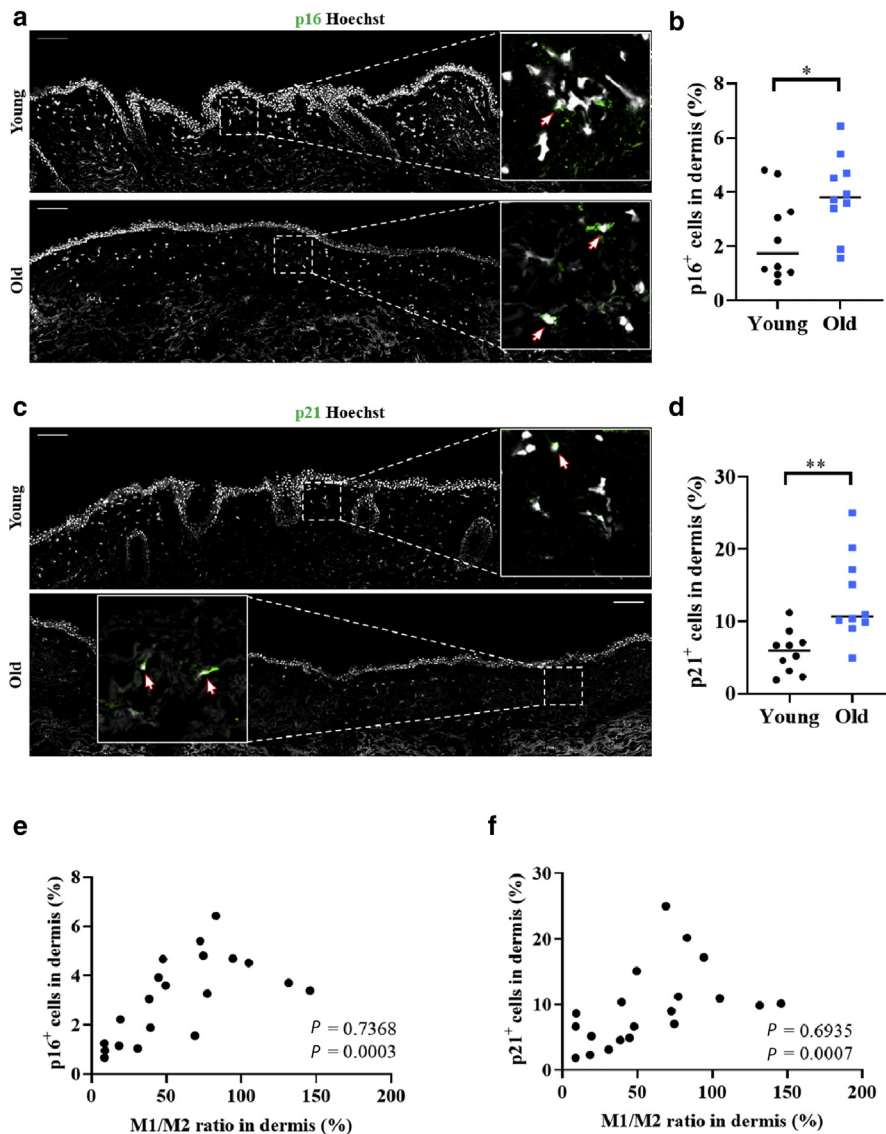 a
p16 Hoechst
Young
Old
b
p16+ cells in dermis (%)
8
6
4
2
0
*
Young Old
c
p21 Hoechst
Young
Old
d
p21+ cells in dermis (%)
30
20
10
0
**
Young Old
e
p16+ cells in dermis (%)
8
6
4
2
0
P = 0.7368
P = 0.0003
0 50 100 150 200
M1/M2 ratio in dermis (%)
f
p21+ cells in dermis (%)
30
20
10
0
P = 0.6935
P = 0.0007
0 50 100 150 200
M1/M2 ratio in dermis (%)